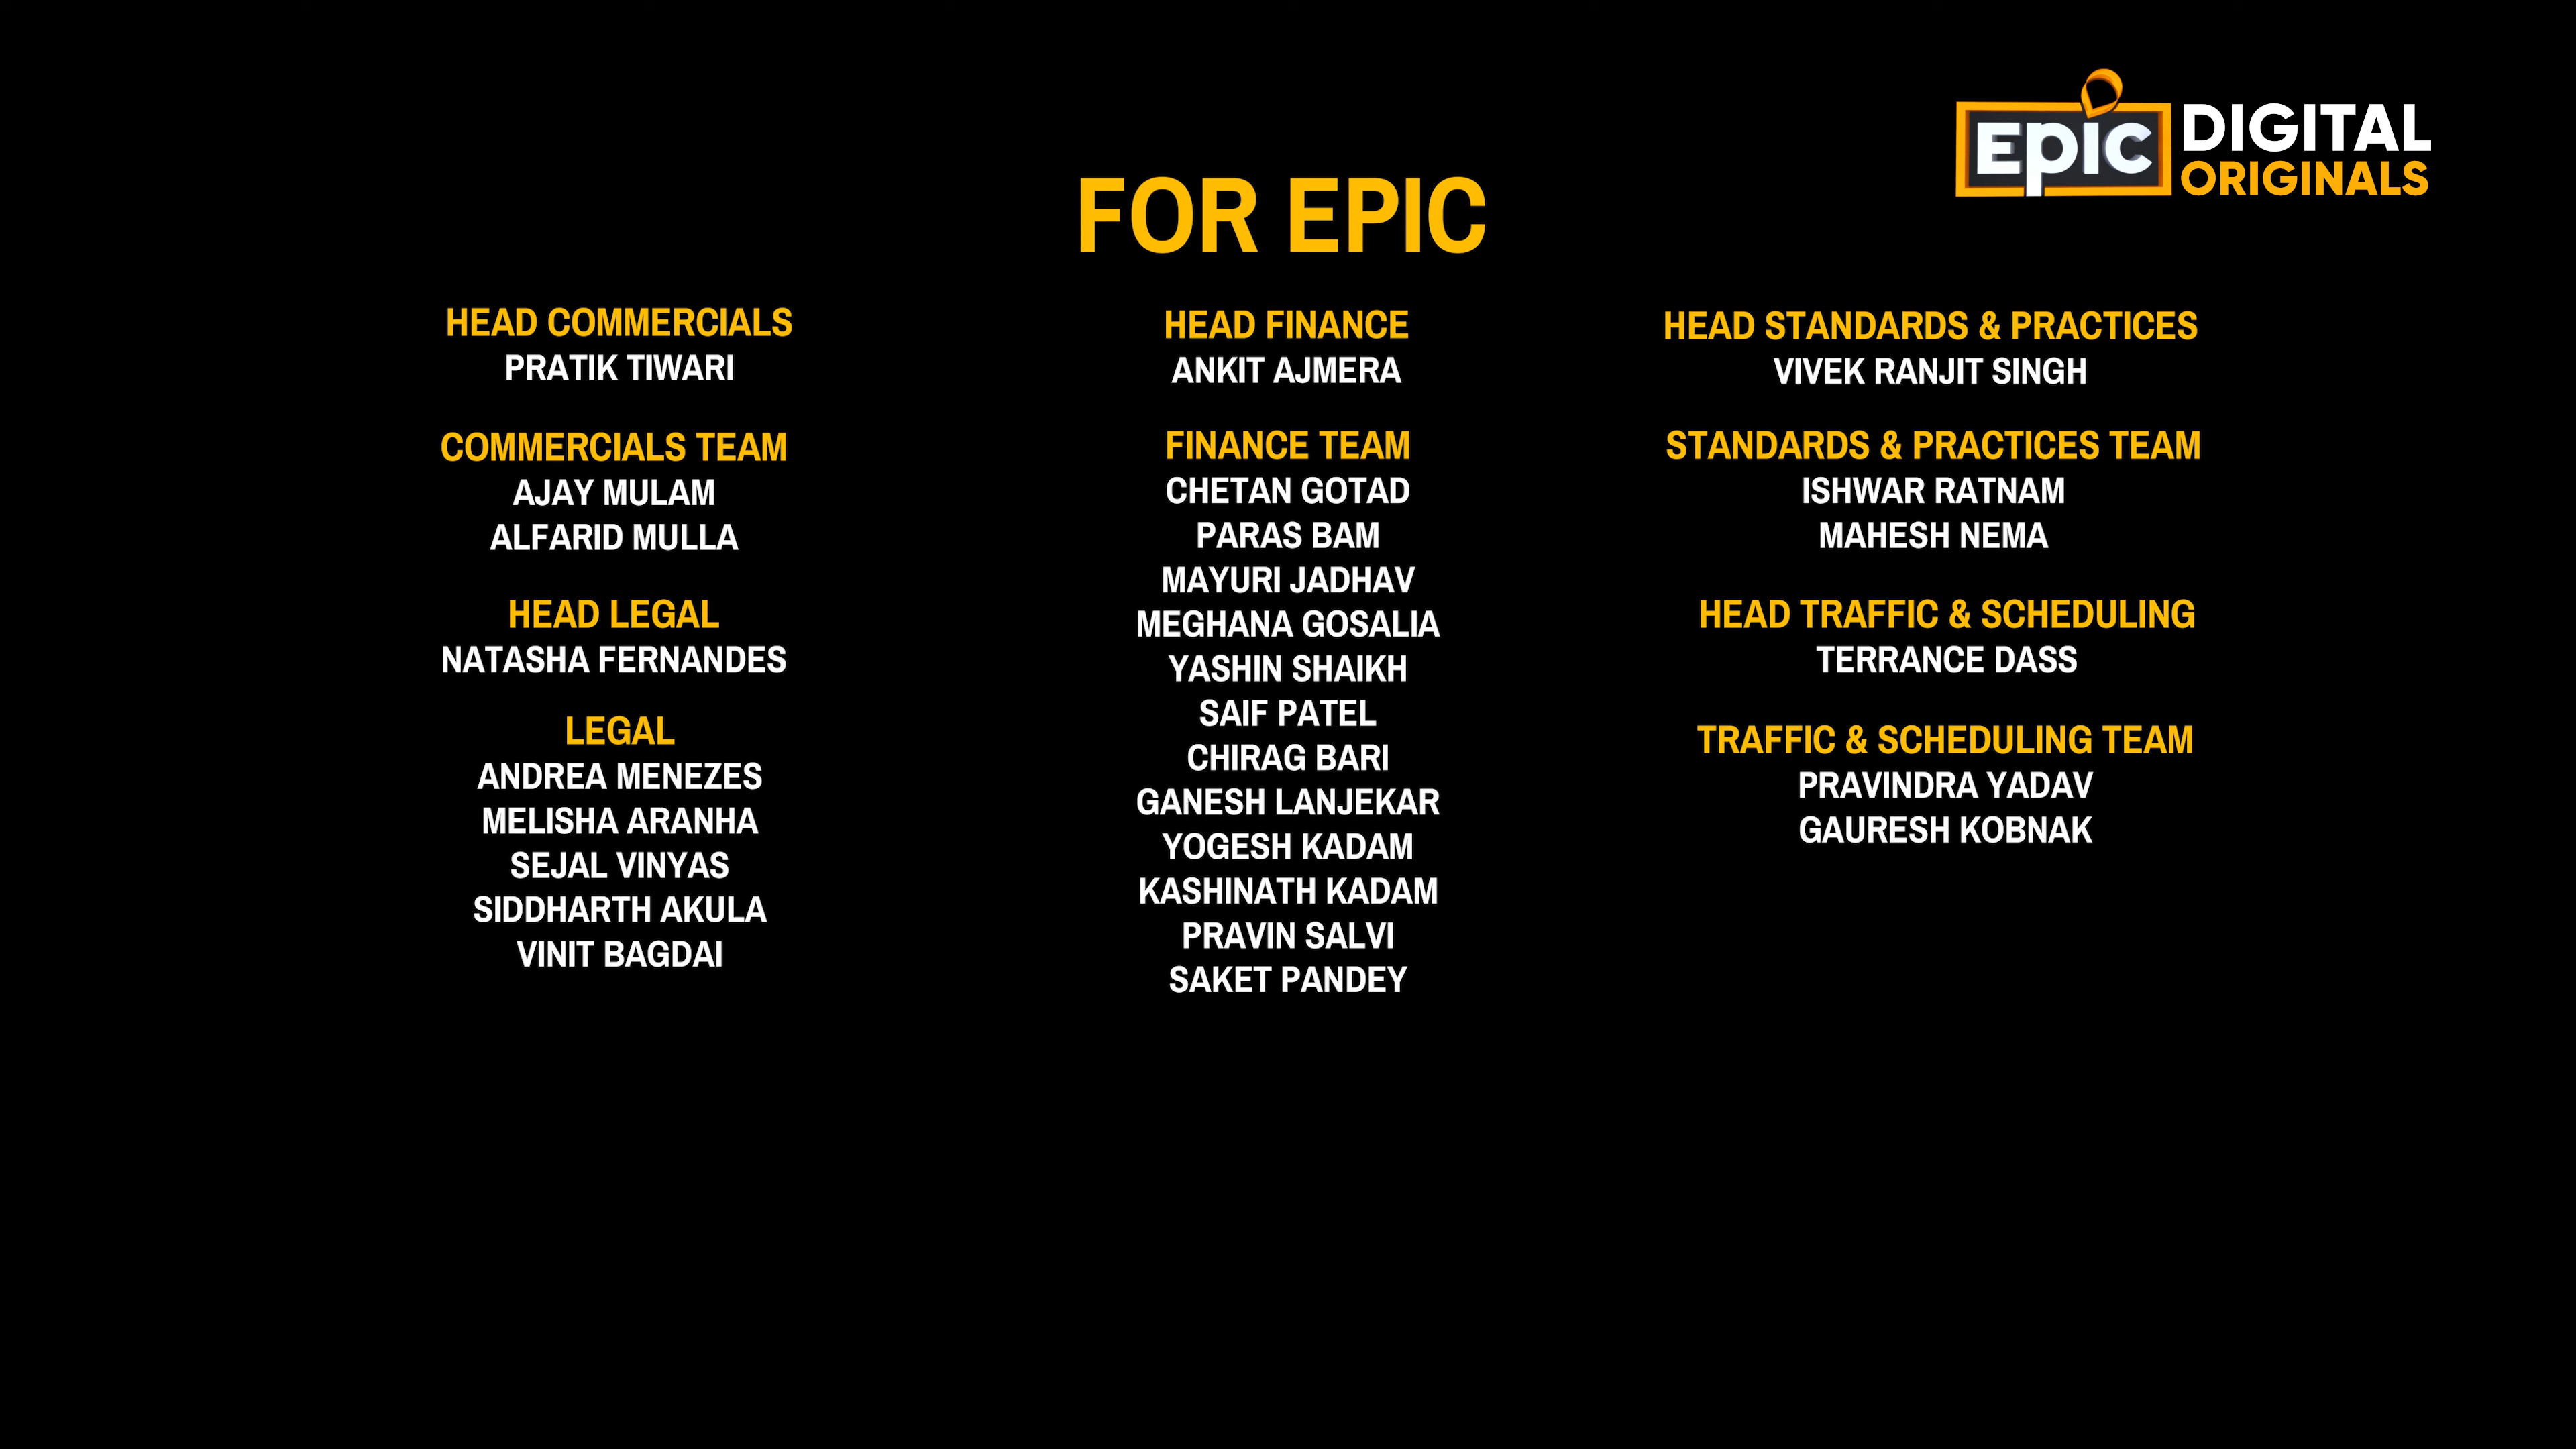 Epic DIGITAL
ORIGINALS
FOR EPIC
HEAD COMMERCIALS
PRATIK TIWARI
COMMERCIALS TEAM
AJAY MULAM
ALFARID MULLA
HEAD LEGAL
NATASHA FERNANDES
LEGAL
ANDREA MENEZES
MELISHA ARANHA
SEJAL VINYAS
SIDDHARTH AKULA
VINIT BAGDAI
HEAD FINANCE
ANKIT AJMERA
FINANCE TEAM
CHETAN GOTAD
PARAS BAM
MAYURI JADHAV
MEGHANA GOSALIA
YASHIN SHAIKH
SAIF PATEL
CHIRAG BARI
GANESH LANJEKAR
YOGESH KADAM
KASHINATH KADAM
PRAVIN SALVI
SAKET PANDEY
HEAD STANDARDS & PRACTICES
VIVEK RANJIT SINGH
STANDARDS & PRACTICES TEAM
ISHWAR RATNAM
MAHESH NEMA
HEAD TRAFFIC & SCHEDULING
TERRANCE DASS
TRAFFIC & SCHEDULING TEAM
PRAVINDRA YADAV
GAURESH KOBNAK